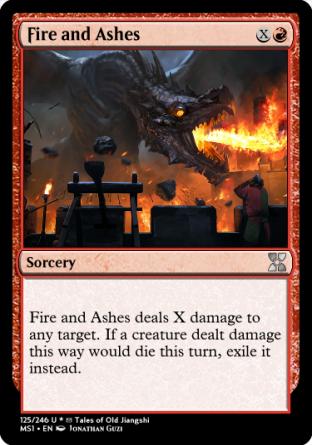 Fire and Ashes X R
Sorcery
Fire and Ashes deals X damage to
any target. If a creature dealt damage
this way would die this turn, exile it
instead.
125/246 U * Tales of Old Jiangshi
MS1 • EN Jonathan Guzi